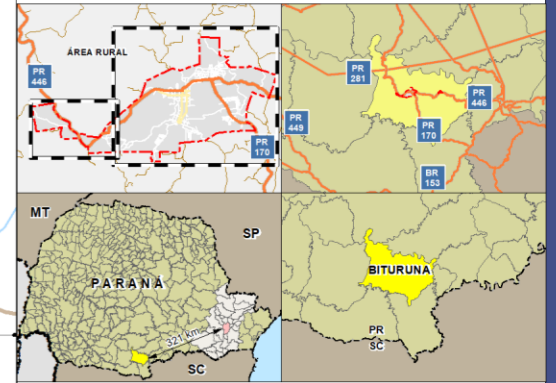 ÁREA RURAL
PR
446
PR
170
PR
281
PR
446
PR
449
PR
170
BR
153
MT
SP
PARANÁ
321 km
SC
BITURUNA
PR
SC